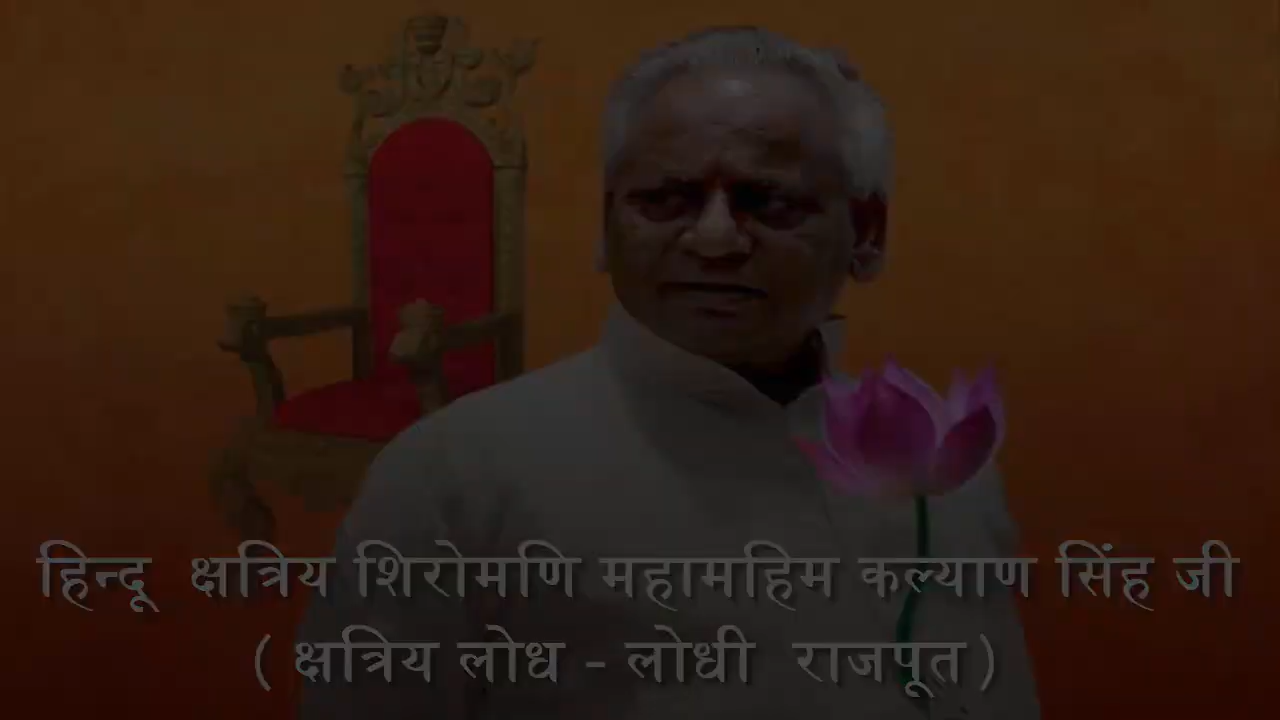 हिन्दू क्षत्रिय शिरोमणि महामहिम कल्याण सिंह जी
( क्षत्रिय लोध - लोधी राजपूत )